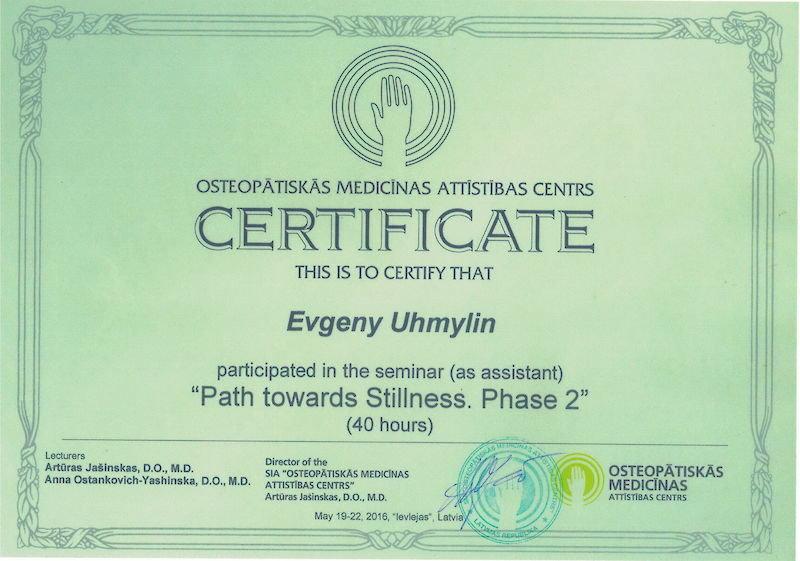 OSTEOPĀTISKĀS MEDICĪNAS ATTĪSTĪBAS CENTRS
CERTIFICATE
THIS IS TO CERTIFY THAT
Evgeny Uhmylin
participated in the seminar (as assistant)
“Path towards Stillness. Phase 2”
(40 hours)
Lecturers
Artūras Jašinskas, D.O., M.D.
Anna Ostankovich-Yashinska, D.O., M.D.
Director of the
SIA “OSTEOPĀTISKĀS MEDICĪNAS
ATTĪSTĪBAS CENTRS”
Artūras Jašinskas, D.O., M.D.
May 19-22, 2016, “Ievlejas”, Latvia
LATVIJAS REPUBLIKA
OSTEOPĀTISKĀS
MEDICĪNAS
ATTĪSTĪBAS CENTRS